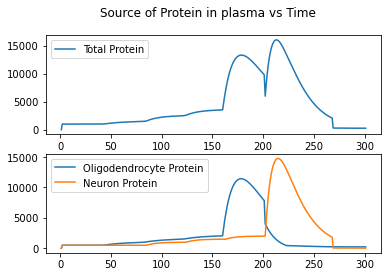 Source of Protein in plasma vs Time
15000
10000
5000
0
Total Protein
0 50 100 150 200 250 300
15000
10000
5000
0
Oligodendrocyte Protein
Neuron Protein
0 50 100 150 200 250 300